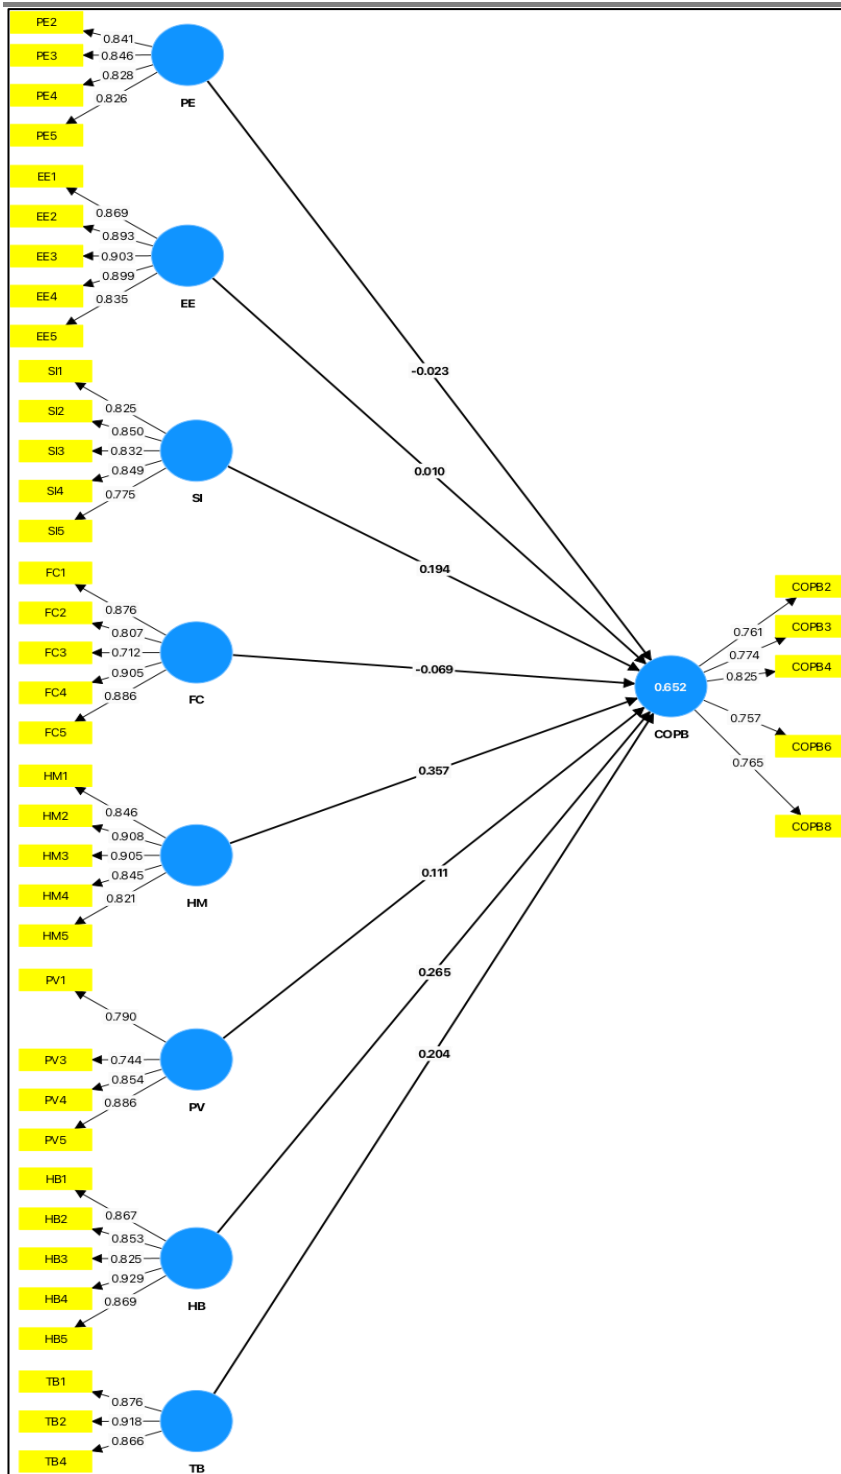 PE2
0.841
PE3
0.846
0.828
PE4
0.826
PE
PE5
EE1
0.869
EE2
0.893
EE3
0.903
0.899
EE4
0.835
EE
EE5
SI1
0.825
SI2
0.850
SI3
0.832
0.849
SI4
0.775
SI
SI5
FC1
0.876
FC2
0.807
FC3
0.712
0.905
FC4
0.886
FC
FC5
HM1
0.846
HM2
0.908
HM3
0.905
0.845
HM4
0.821
HM
HM5
PV1
0.790
PV3
0.744
0.854
PV4
0.886
PV
PV5
HB1
0.867
HB2
0.853
HB3
0.825
0.929
HB4
0.869
HB
HB5
TB1
0.876
TB2
0.918
0.866
TB4
TB
-0.023
0.010
0.194
-0.069
0.357
0.111
0.265
0.204
0.652
COPB
COPB2
0.761
COPB3
0.774
COPB4
0.825
0.757
COPB6
0.765
COPB8